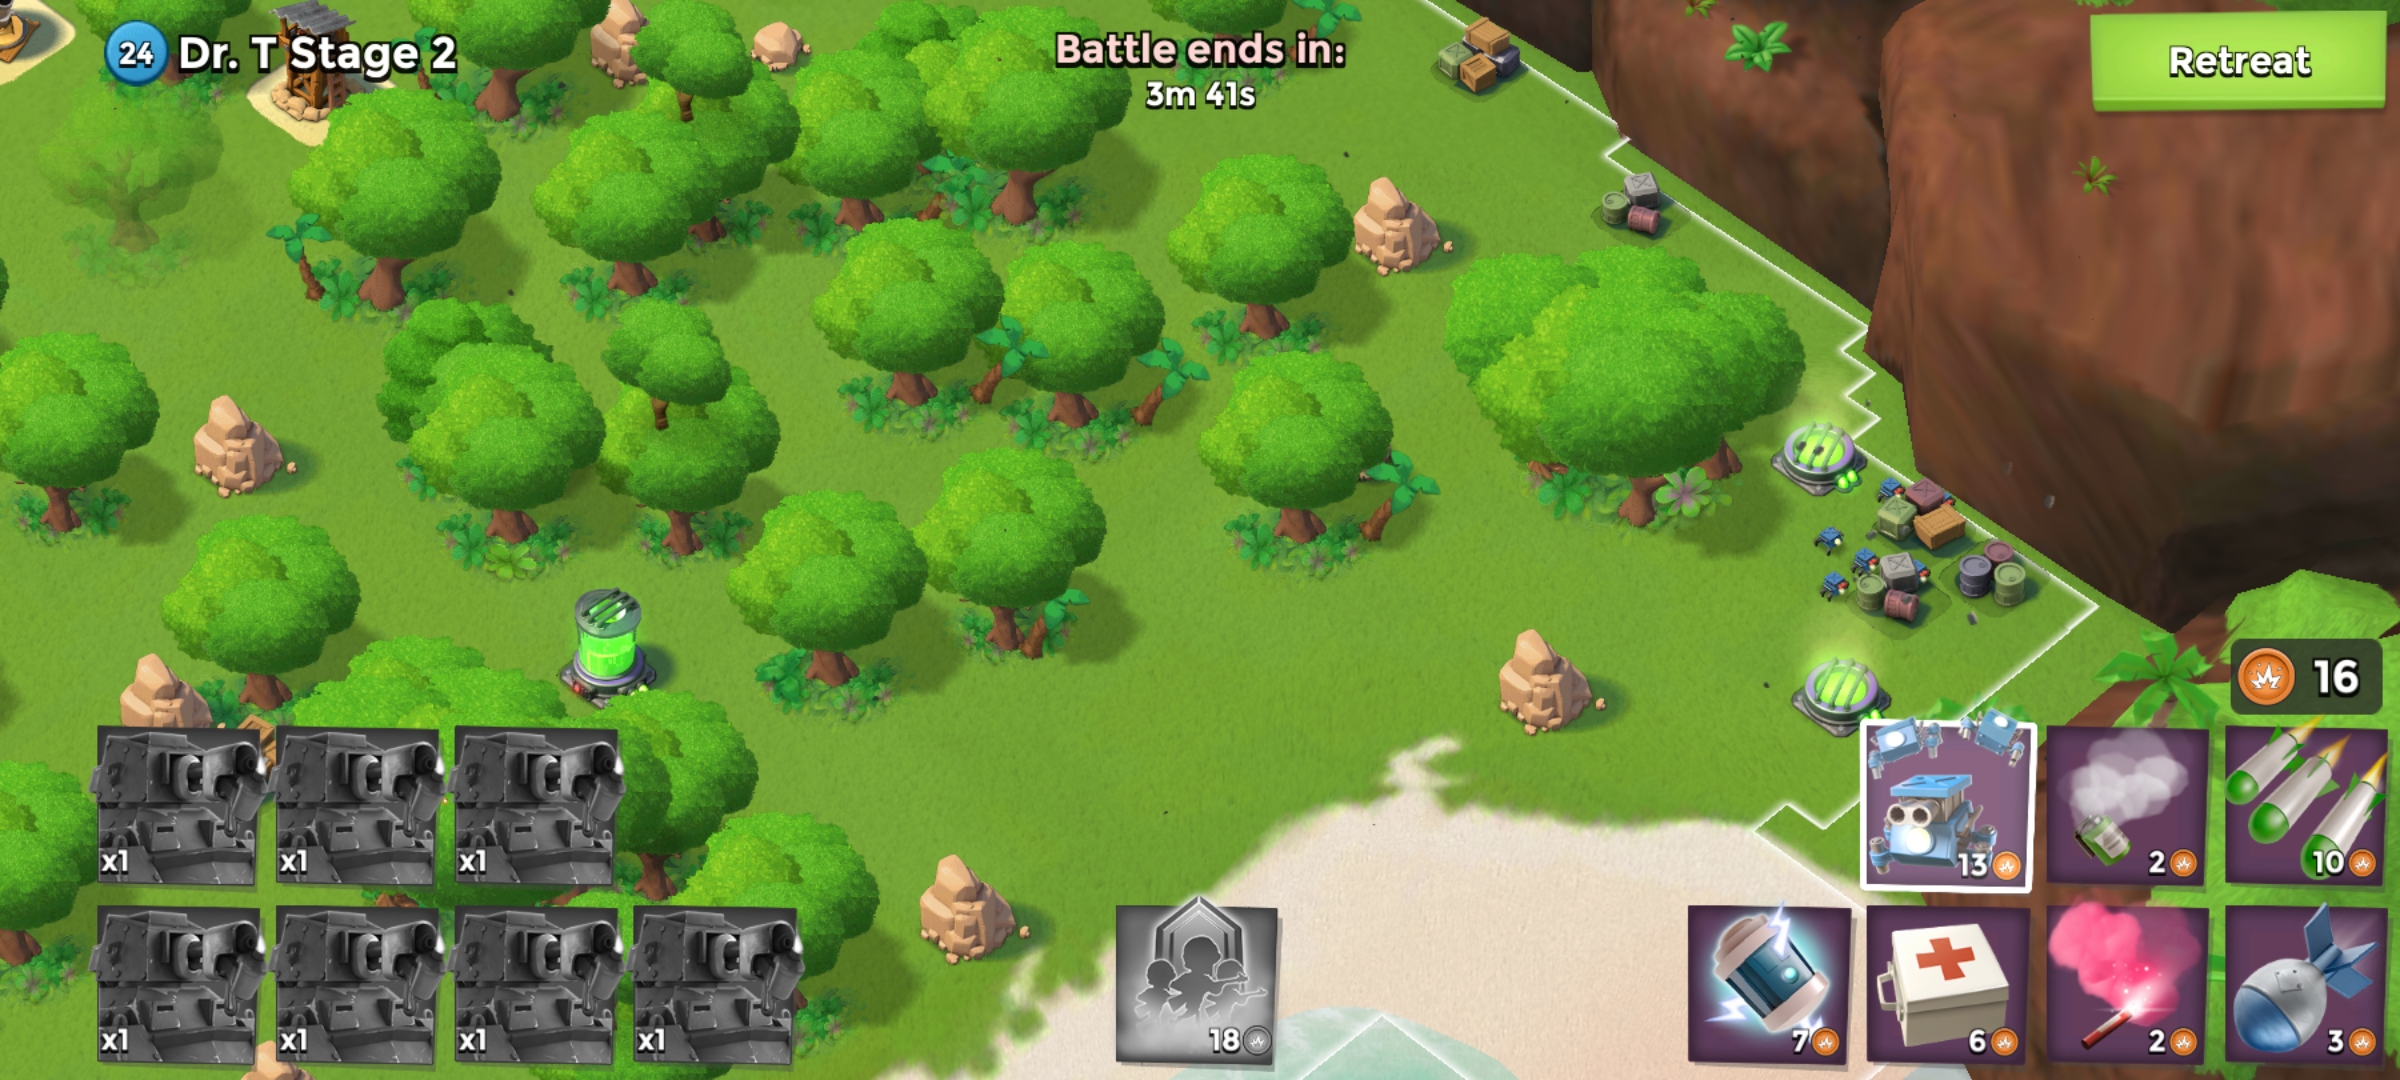 24 Dr. T Stage 2
Battle ends in:
3m 41s
Retreat
16
x1 x1 x1
13 2 10
x1 x1 x1 x1
18
7 6 2 3